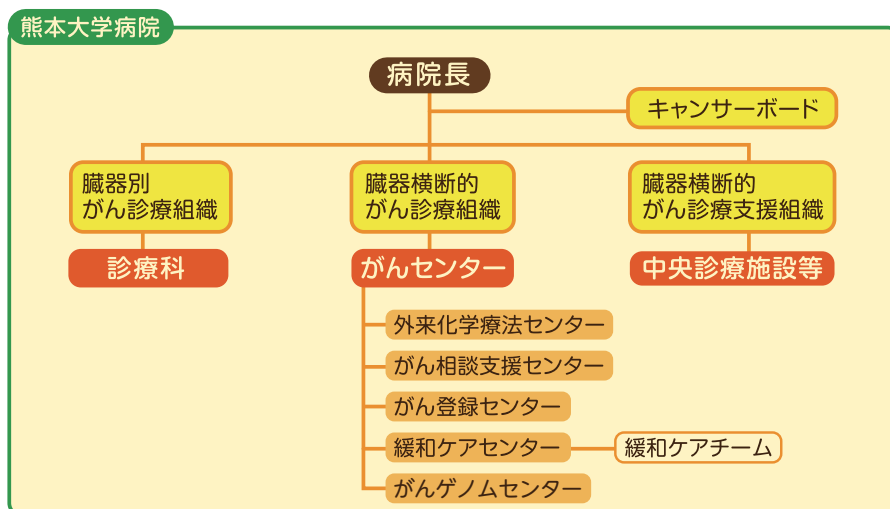 熊本大学病院
病院長
キャンサーボード
臓器別
がん診療組織
臓器横断的
がん診療組織
臓器横断的
がん診療支援組織
診療科
がんセンター
中央診療施設等
外来化学療法センター
がん相談支援センター
がん登録センター
緩和ケアセンター
緩和ケアチーム
がんゲノムセンター